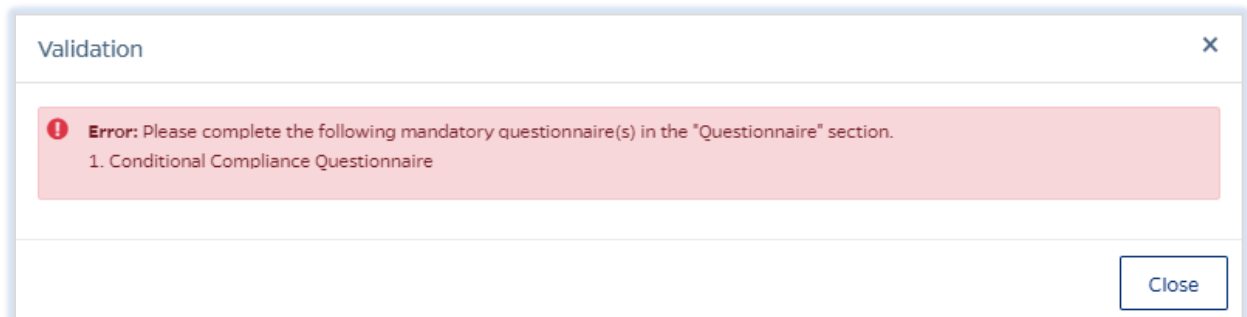 Validation
×
Error: Please complete the following mandatory questionnaire(s) in the "Questionnaire" section.
1. Conditional Compliance Questionnaire
Close